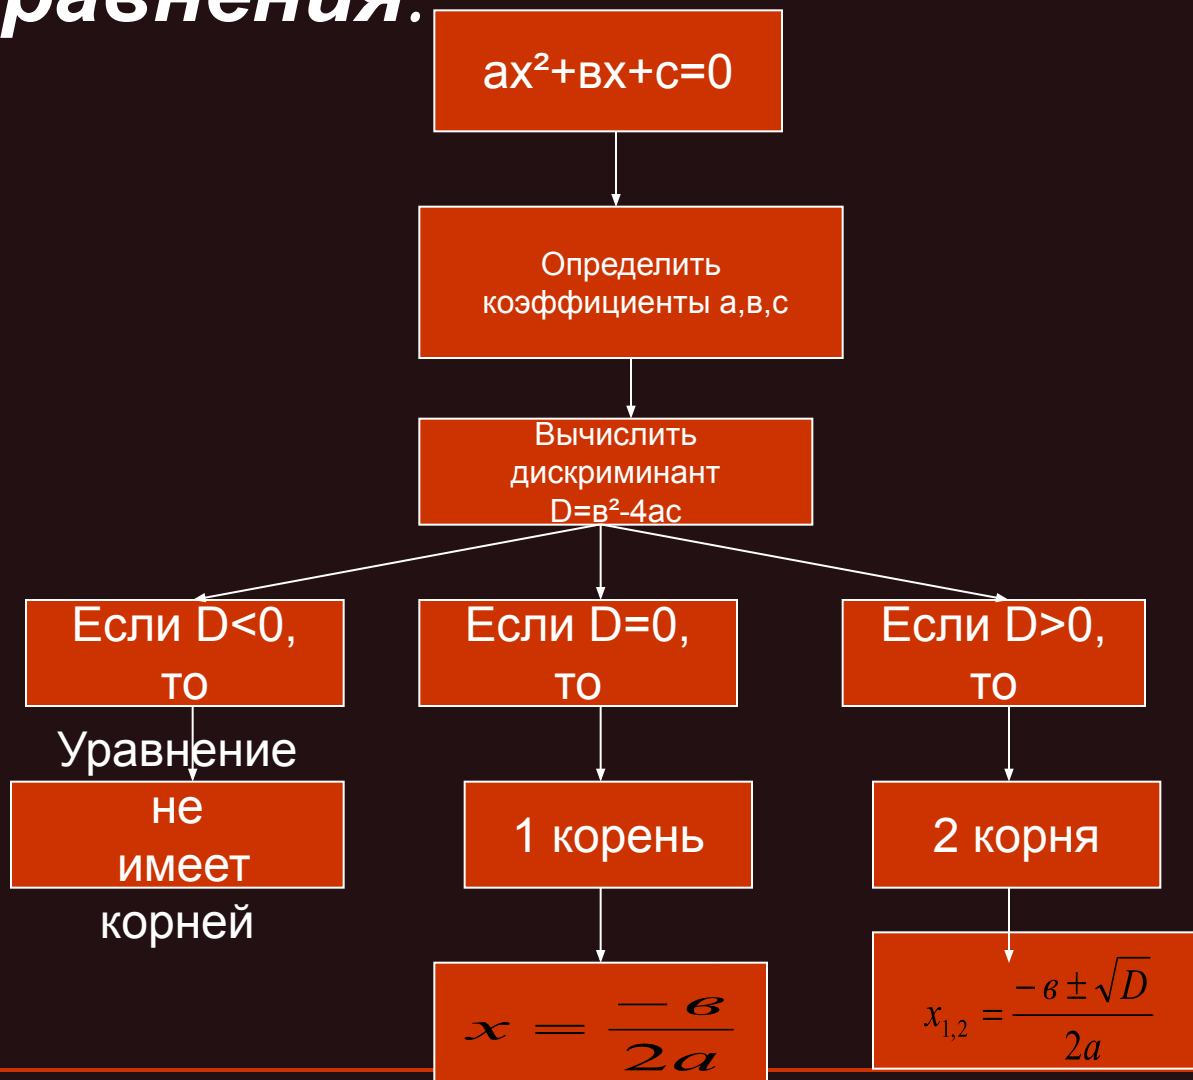 равнения.
ах²+вх+с=0
Определить
коэффициенты а,в,с
Вычислить
дискриминант
D=в²-4ас
Если D<0,
то
Если D=0,
то
Если D>0,
то
Уравнение
не
имеет
корней
1 корень
2 корня
x = −в/2a
x₁,₂ = −в ± √D/2a